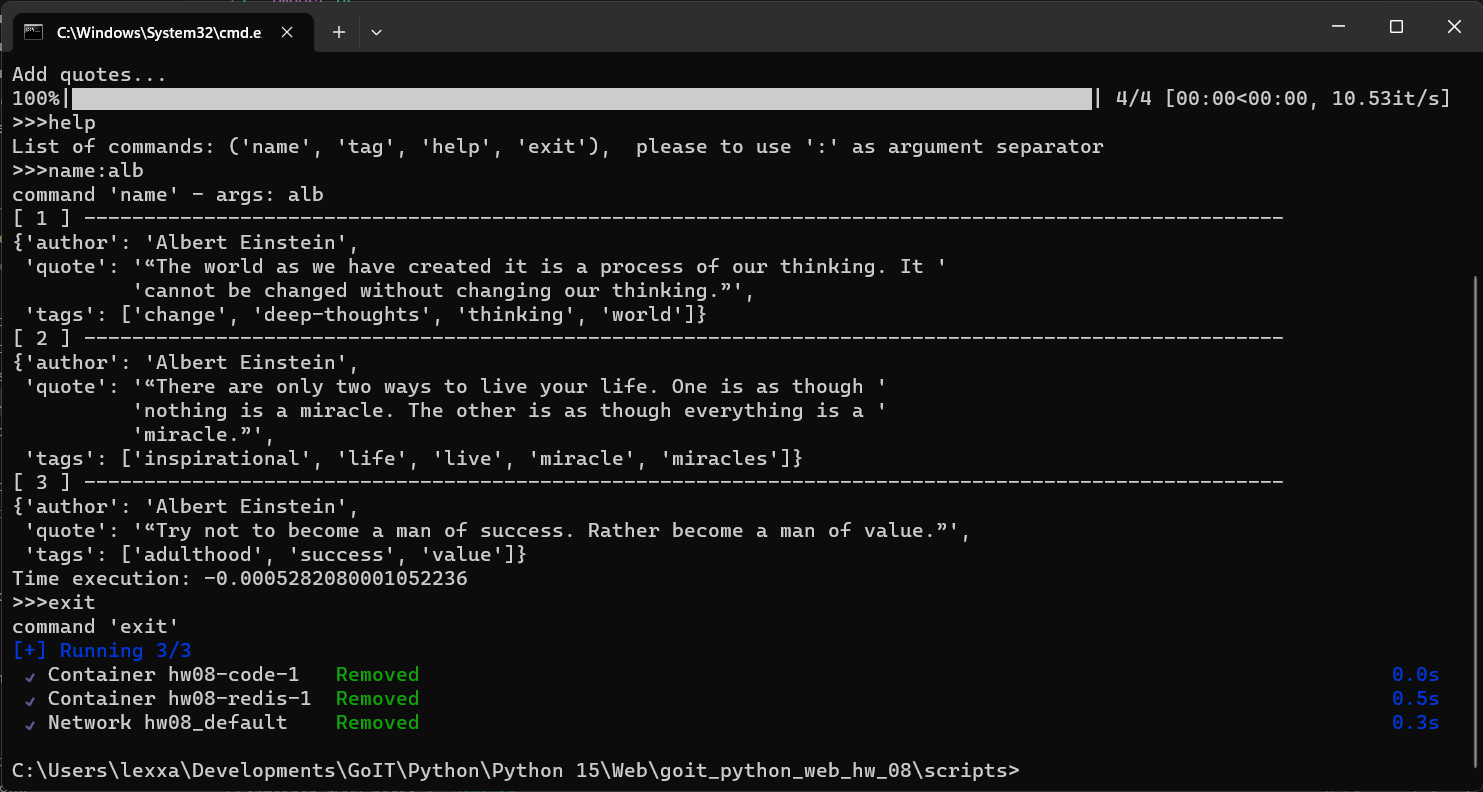 C:\Windows\System32\cmd.e
Add quotes...
100%| | 4/4 [00:00<00:00, 10.53it/s]
>>>help
List of commands: ('name', 'tag', 'help', 'exit'),  please to use ':' as argument separator
>>>name:alb
command 'name' - args: alb
[ 1 ] ----------------------------------------------------------------------------------------------------
{'author': 'Albert Einstein',
 'quote': '“The world as we have created it is a process of our thinking. It '
          'cannot be changed without changing our thinking.”',
 'tags': ['change', 'deep-thoughts', 'thinking', 'world']}
[ 2 ] ----------------------------------------------------------------------------------------------------
{'author': 'Albert Einstein',
 'quote': '“There are only two ways to live your life. One is as though '
          'nothing is a miracle. The other is as though everything is a '
          'miracle.”',
 'tags': ['inspirational', 'life', 'live', 'miracle', 'miracles']}
[ 3 ] ----------------------------------------------------------------------------------------------------
{'author': 'Albert Einstein',
 'quote': '“Try not to become a man of success. Rather become a man of value.”',
 'tags': ['adulthood', 'success', 'value']}
Time execution: -0.0005282080001052236
>>>exit
command 'exit'
[+] Running 3/3
 ✔ Container hw08-code-1   Removed 0.0s
 ✔ Container hw08-redis-1  Removed 0.5s
 ✔ Network hw08_default    Removed 0.3s
C:\Users\lexxa\Developments\GoIT\Python\Python 15\Web\goit_python_web_hw_08\scripts>